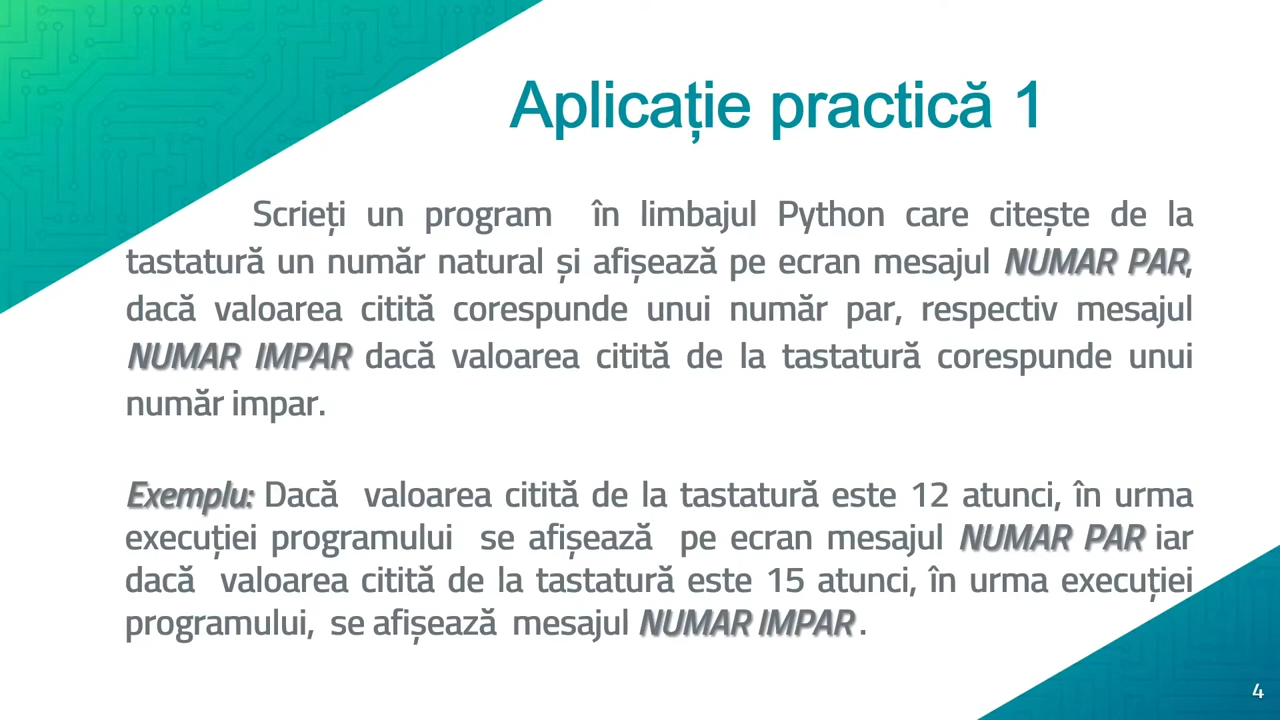 Aplicație practică 1
Scrieți un program în limbajul Python care citește de la
tastatură un număr natural și afișează pe ecran mesajul NUMAR PAR,
dacă valoarea citită corespunde unui număr par, respectiv mesajul
NUMAR IMPAR dacă valoarea citită de la tastatură corespunde unui
număr impar.
Exemplu: Dacă valoarea citită de la tastatură este 12 atunci, în urma
execuției programului se afișează pe ecran mesajul NUMAR PAR iar
dacă valoarea citită de la tastatură este 15 atunci, în urma execuției
programului, se afișează mesajul NUMAR IMPAR .
4